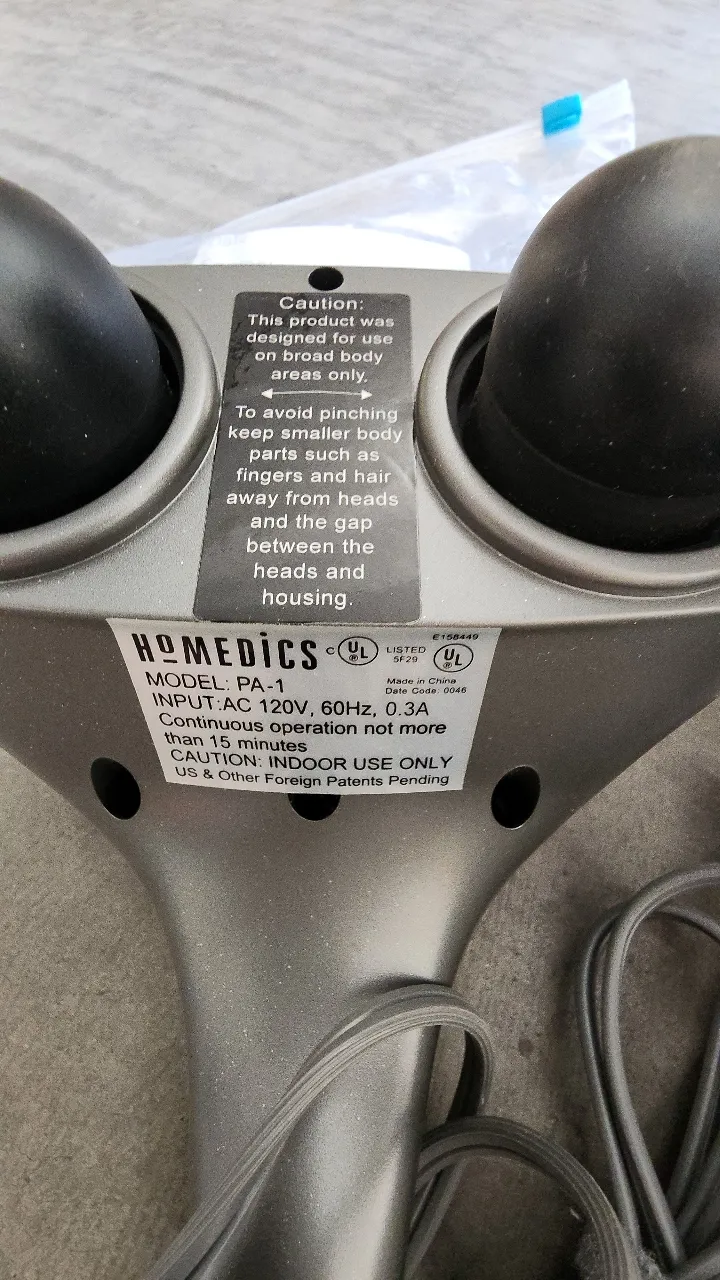 Caution:
This product was
designed for use
on broad body
areas only.
To avoid pinching
keep smaller body
parts such as
fingers and hair
away from heads
and the gap
between the
heads and
housing.
HoMEDiCS
C UL ®
LISTED
5F29
E158449
UL ®
MODEL: PA-1
Made in China
Date Code: 0046
INPUT:AC 120V, 60Hz, 0.3A
Continuous operation not more
than 15 minutes
CAUTION: INDOOR USE ONLY
US & Other Foreign Patents Pending